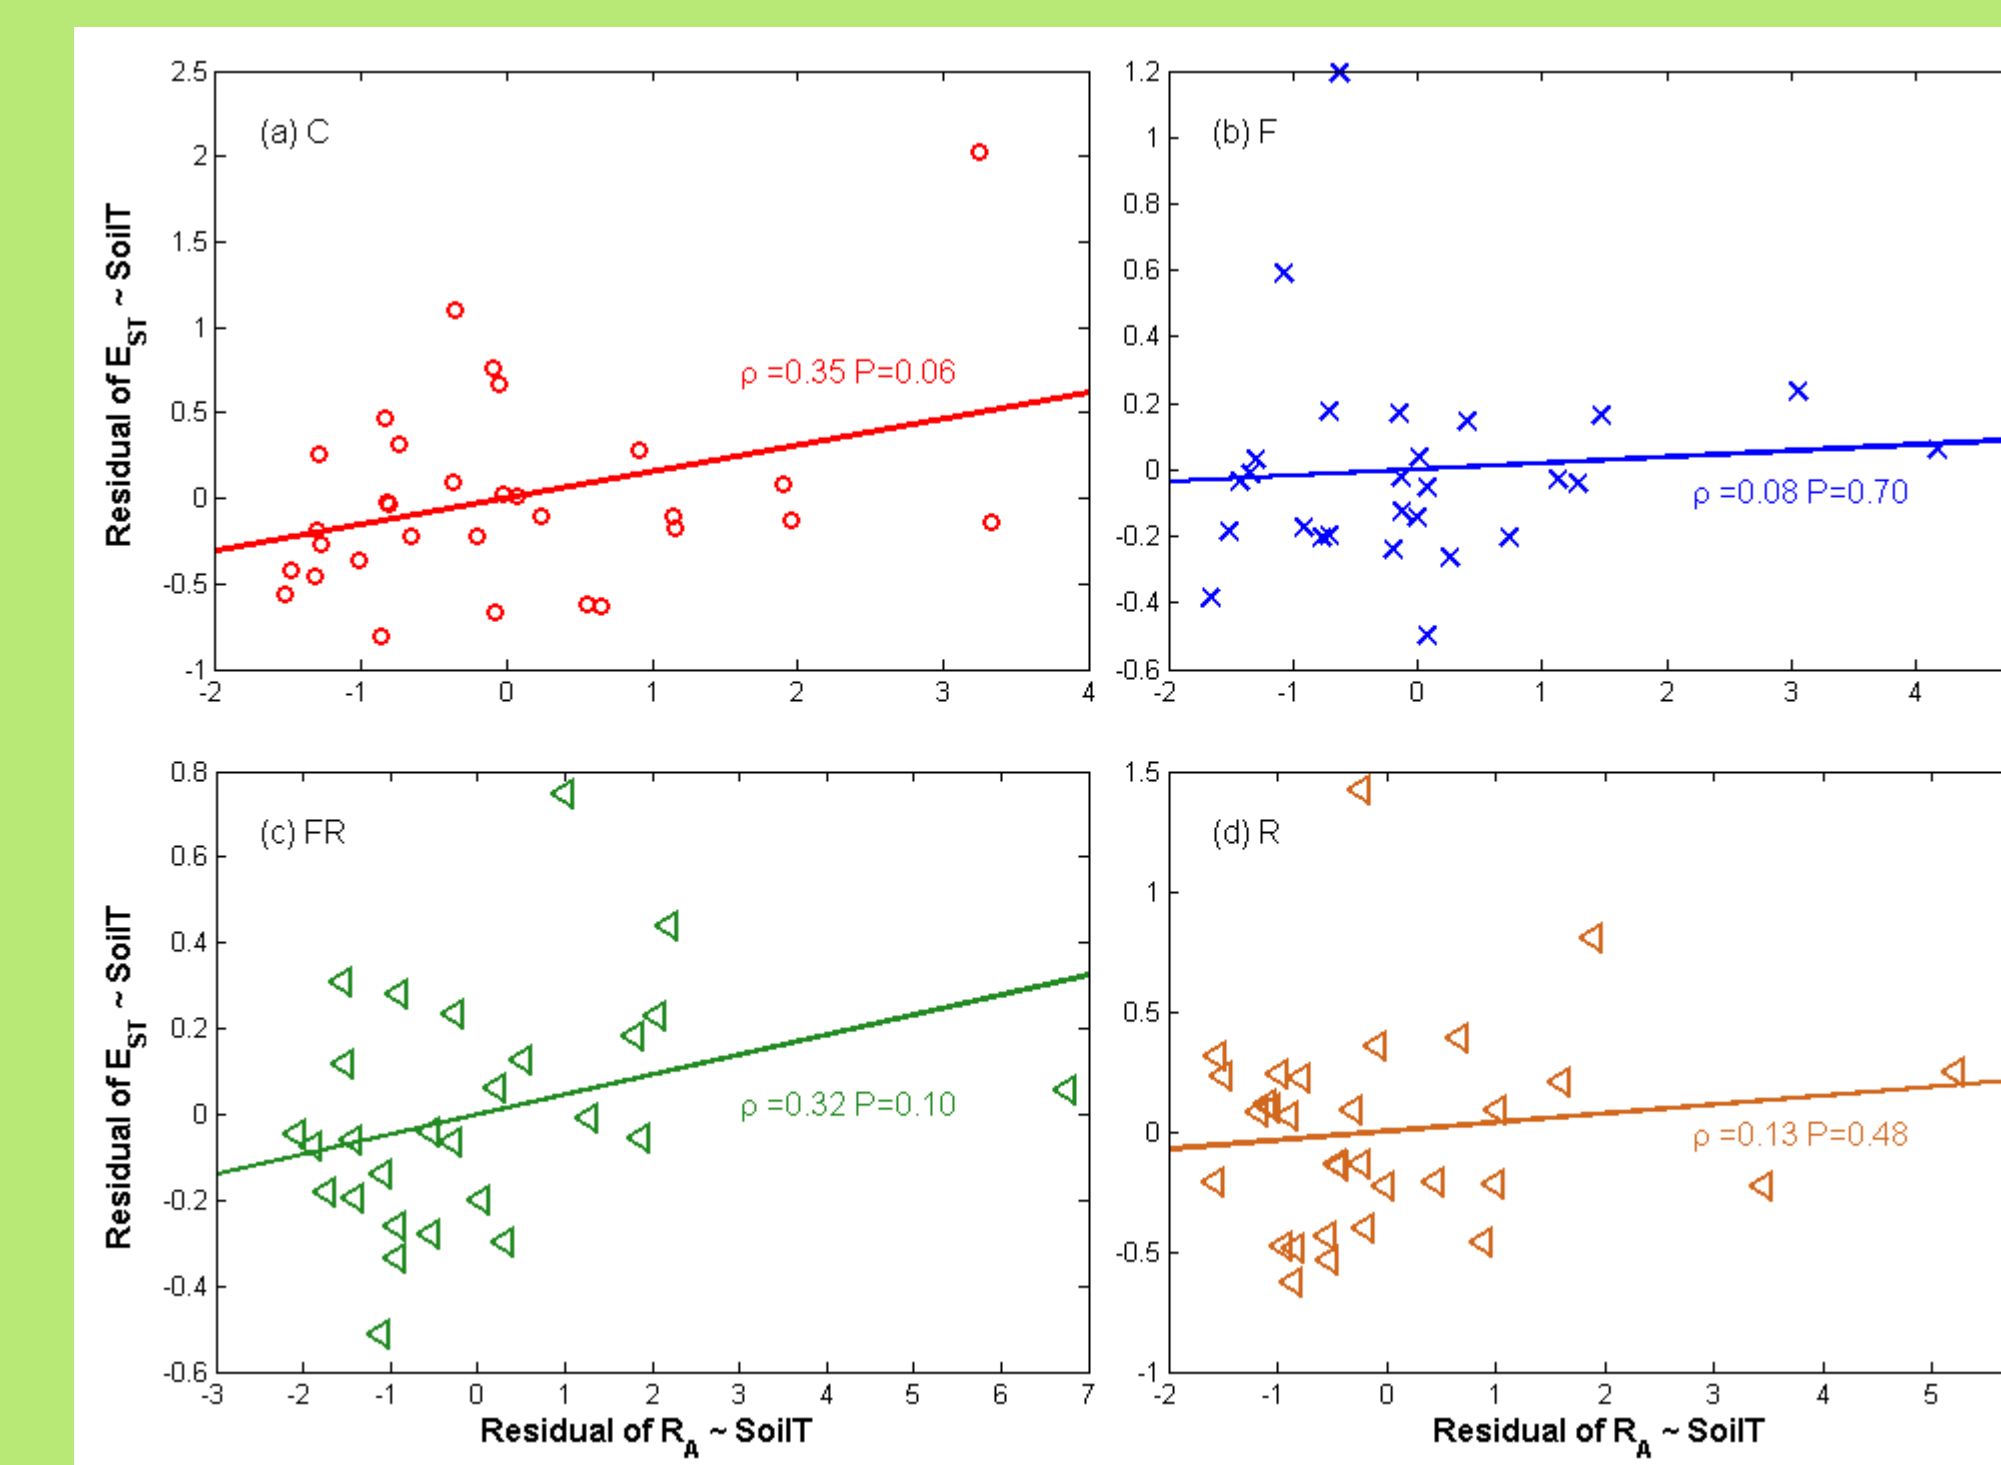 2.5
2
1.5
1
0.5
0
-0.5
-1
-2 -1 0 1 2 3 4
(a) C
ρ =0.35 P=0.06
Residual of E_ST ~ SoilT
1.2
1
0.8
0.6
0.4
0.2
0
-0.2
-0.4
-0.6
-2 -1 0 1 2 3 4
(b) F
ρ =0.08 P=0.70
0.8
0.6
0.4
0.2
0
-0.2
-0.4
-0.6
-3 -2 -1 0 1 2 3 4 5 6 7
(c) FR
ρ =0.32 P=0.10
Residual of E_ST ~ SoilT
Residual of R_A ~ SoilT
1.5
1
0.5
0
-0.5
-1
-2 -1 0 1 2 3 4 5
(d) R
ρ =0.13 P=0.48
Residual of R_A ~ SoilT